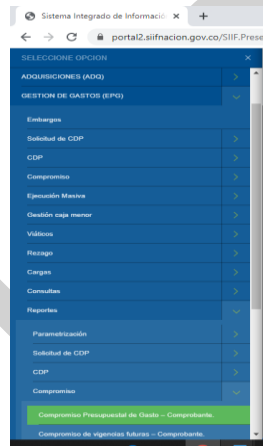 Sistema Integrado de Informació
portal2.siifnacion.gov.co/SIIF.Prese
SELECCIONE OPCION
ADQUISICIONES (ADQ)
GESTION DE GASTOS (EPG)
Embargos
Solicitud de CDP
CDP
Compromiso
Ejecución Masiva
Gestión caja menor
Viáticos
Rezago
Cargas
Consultas
Reportes
Parametrización
Solicitud de CDP
CDP
Compromiso
Compromiso Presupuestal de Gasto – Comprobante.
Compromiso de vigencias futuras – Comprobante.